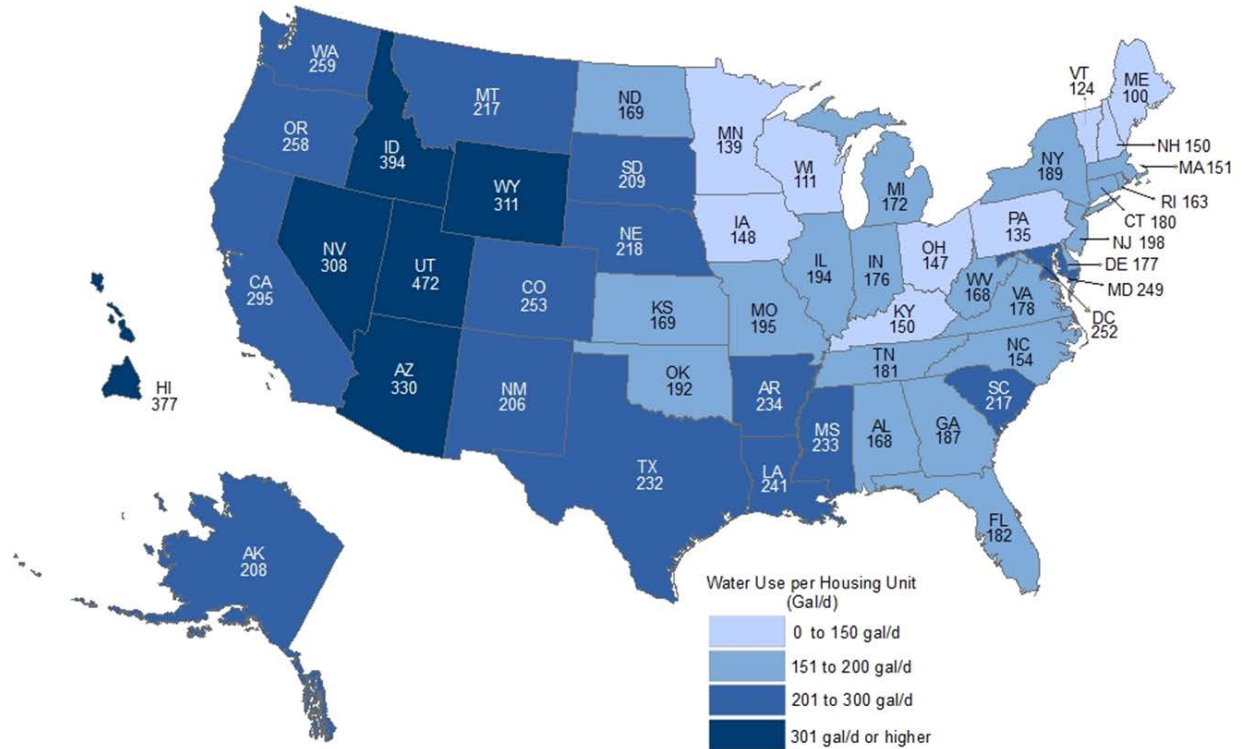 WA
259
OR
258
CA
295
ID
394
NV
308
MT
217
WY
311
UT
472
AZ
330
CO
253
NM
206
ND
169
SD
209
NE
218
KS
169
OK
192
TX
232
MN
139
IA
148
MO
195
AR
234
LA
241
WI
111
IL
194
MS
233
MI
172
IN
176
OH
147
KY
150
TN
181
AL
168
GA
187
FL
182
SC
217
NC
154
VA
178
WV
168
PA
135
NY
189
VT
124
ME
100
NH 150
MA151
RI 163
CT 180
NJ 198
DE 177
MD 249
DC
252
HI
377
AK
208
Water Use per Housing Unit
(Gal/d)
0 to 150 gal/d
151 to 200 gal/d
201 to 300 gal/d
301 gal/d or higher